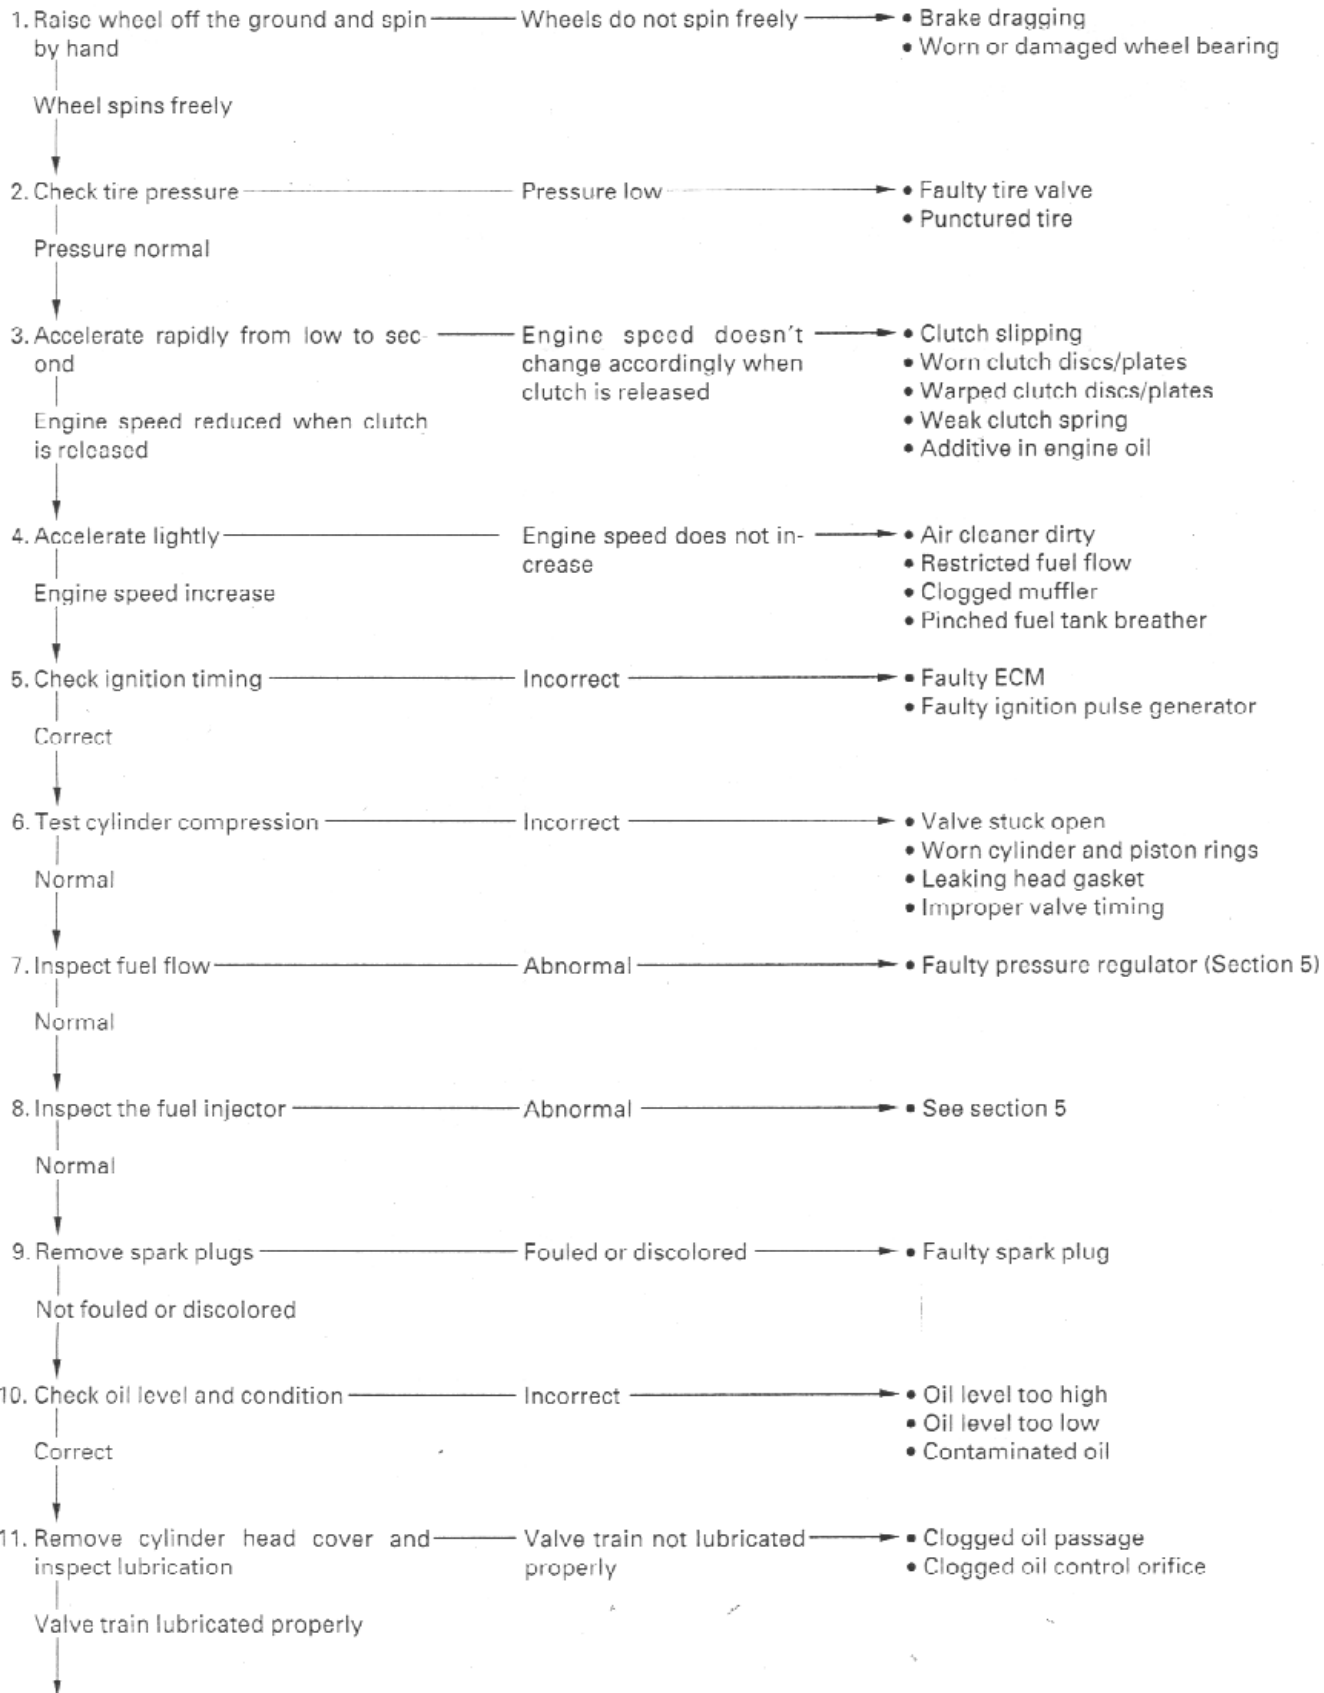 1. Raise wheel off the ground and spin Wheels do not spin freely • Brake dragging
by hand • Worn or damaged wheel bearing
Wheel spins freely
2. Check tire pressure Pressure low • Faulty tire valve
• Punctured tire
Pressure normal
3. Accelerate rapidly from low to sec- Engine speed doesn't • Clutch slipping
ond change accordingly when • Worn clutch discs/plates
clutch is released • Warped clutch discs/plates
Engine speed reduced when clutch • Weak clutch spring
is released • Additive in engine oil
4. Accelerate lightly Engine speed does not in- • Air cleaner dirty
crease • Restricted fuel flow
Engine speed increase • Clogged muffler
• Pinched fuel tank breather
5. Check ignition timing Incorrect • Faulty ECM
• Faulty ignition pulse generator
Correct
6. Test cylinder compression Incorrect • Valve stuck open
• Worn cylinder and piston rings
Normal • Leaking head gasket
• Improper valve timing
7. Inspect fuel flow Abnormal • Faulty pressure regulator (Section 5)
Normal
8. Inspect the fuel injector Abnormal • See section 5
Normal
9. Remove spark plugs Fouled or discolored • Faulty spark plug
Not fouled or discolored
10. Check oil level and condition Incorrect • Oil level too high
• Oil level too low
Correct • Contaminated oil
11. Remove cylinder head cover and Valve train not lubricated • Clogged oil passage
inspect lubrication properly • Clogged oil control orifice
Valve train lubricated properly